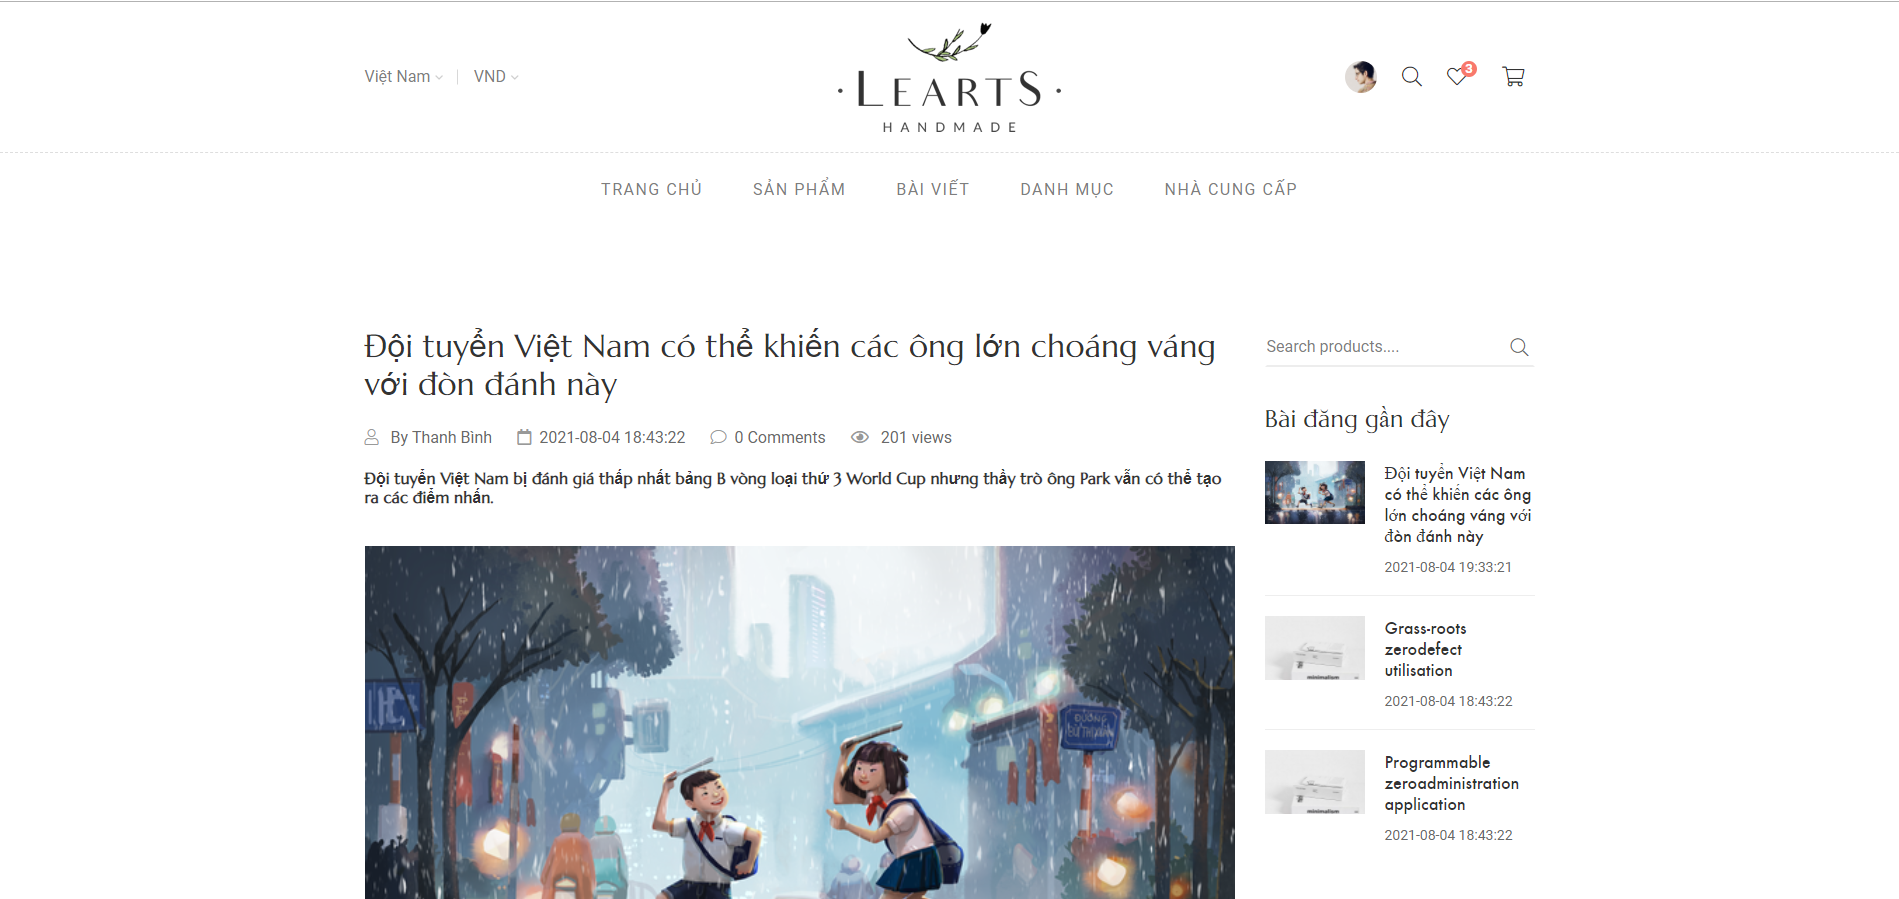 Việt Nam
VND
LEARTS
HANDMADE
3
TRANG CHỦ
SẢN PHẨM
BÀI VIẾT
DANH MỤC
NHÀ CUNG CẤP
Đội tuyển Việt Nam có thể khiến các ông lớn choáng váng
với đòn đánh này
By Thanh Bình
2021-08-04 18:43:22
0 Comments
201 views
Đội tuyển Việt Nam bị đánh giá thấp nhất bảng B vòng loại thứ 3 World Cup nhưng thầy trò ông Park vẫn có thể tạo
ra các điểm nhấn.
ĐƯỜNG
BÙI THỊ XUÂN
Search products....
Bài đăng gần đây
Đội tuyển Việt Nam
có thể khiến các ông
lớn choáng váng với
đòn đánh này
2021-08-04 19:33:21
minimalism
Grass-roots
zerodefect
utilisation
2021-08-04 18:43:22
minimalism
Programmable
zeroadministration
application
2021-08-04 18:43:22